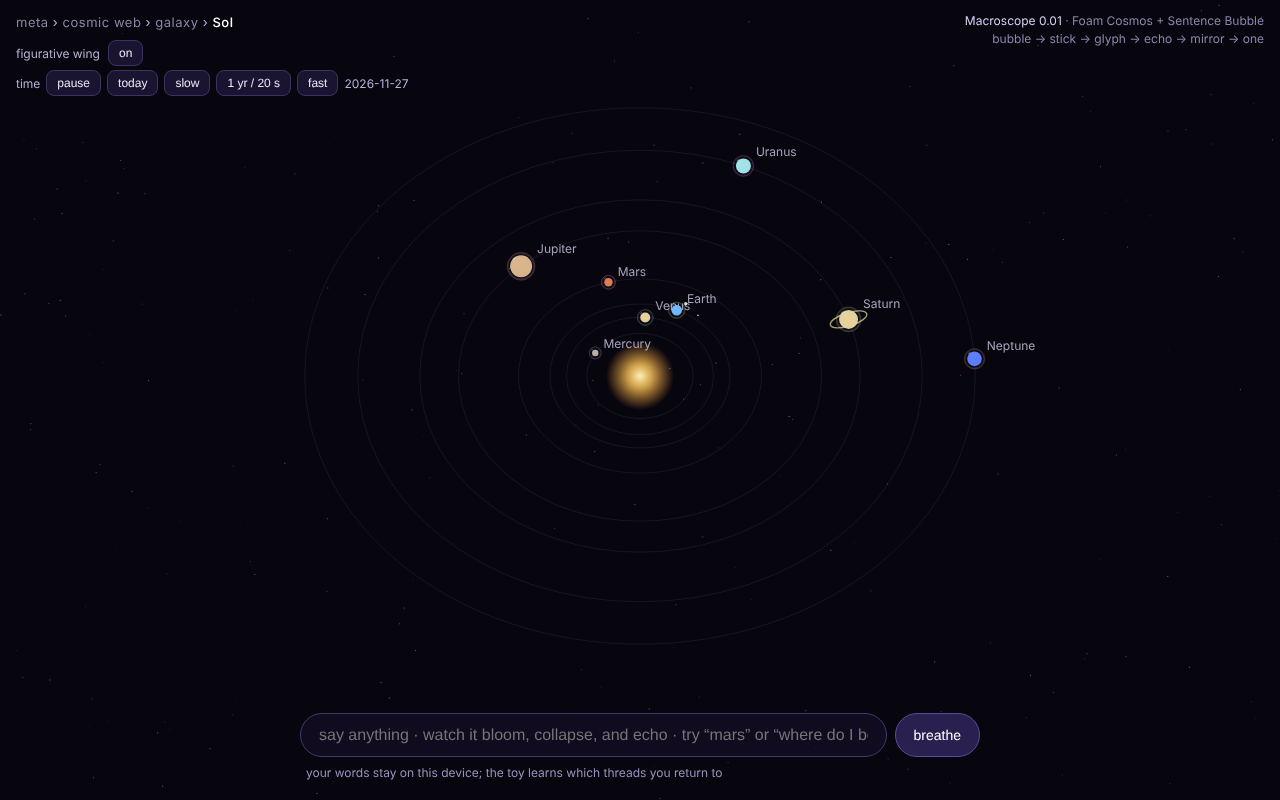 meta › cosmic web › galaxy › Sol
Macroscope 0.01 · Foam Cosmos + Sentence Bubble
bubble → stick → glyph → echo → mirror → one
figurative wing on
time pause today slow 1 yr / 20 s fast 2026-11-27
Uranus
Jupiter
Mars
Venus
Earth
Saturn
Mercury
Neptune
say anything · watch it bloom, collapse, and echo · try “mars” or “where do I b
breathe
your words stay on this device; the toy learns which threads you return to